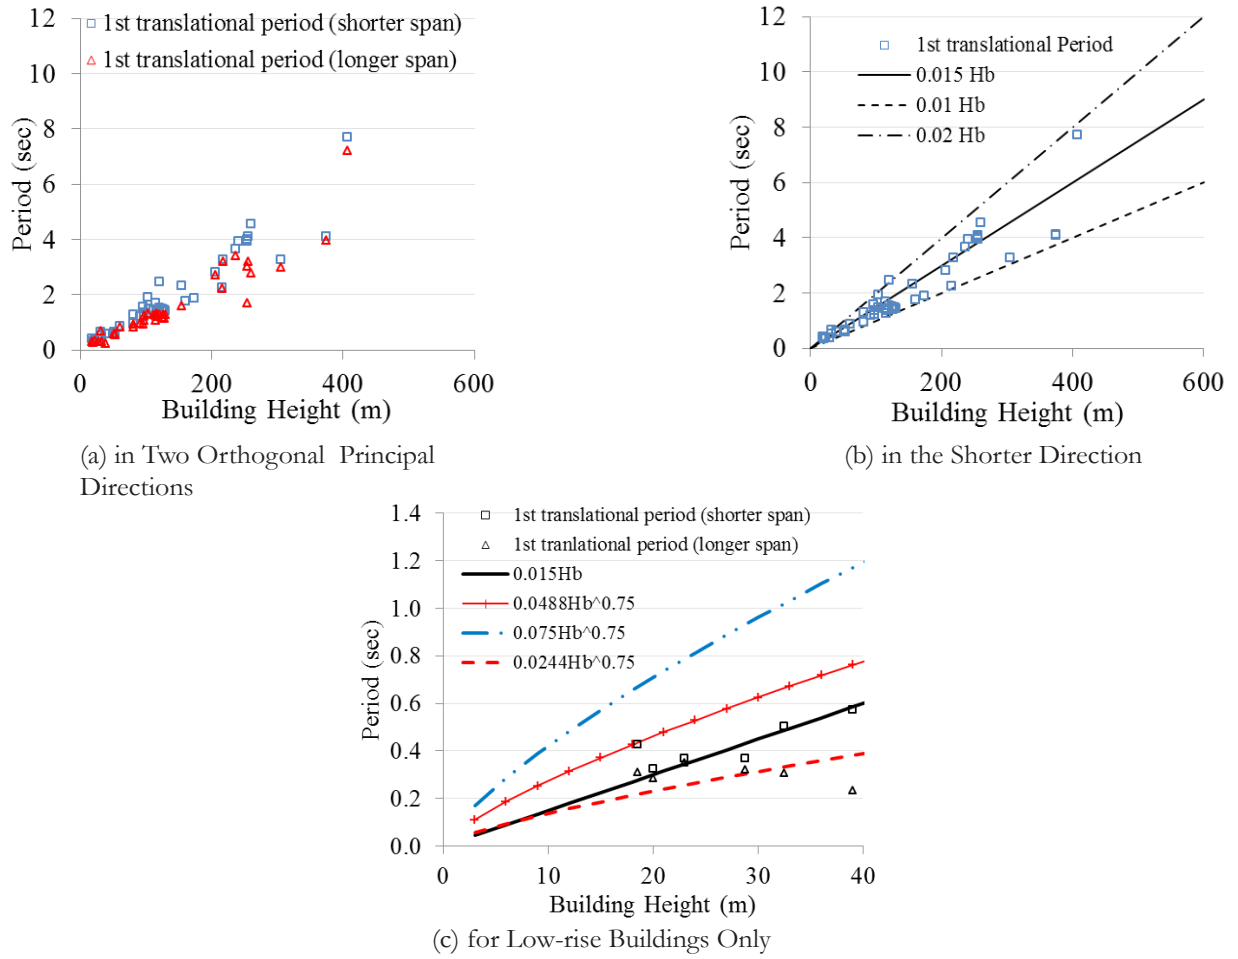 12
10
8
6
4
2
0
Period (sec)
1st translational period (shorter span)
1st translational period (longer span)
0
200
400
600
Building Height (m)
(a) in Two Orthogonal Principal
Directions
12
10
8
6
4
2
0
Period (sec)
1st translational Period
0.015 Hb
0.01 Hb
0.02 Hb
0
200
400
600
Building Height (m)
(b) in the Shorter Direction
1.4
1.2
1.0
0.8
0.6
0.4
0.2
0.0
Period (sec)
1st translational period (shorter span)
1st tranlational period (longer span)
0.015Hb
0.0488Hb^0.75
0.075Hb^0.75
0.0244Hb^0.75
0
10
20
30
40
Building Height (m)
(c) for Low-rise Buildings Only